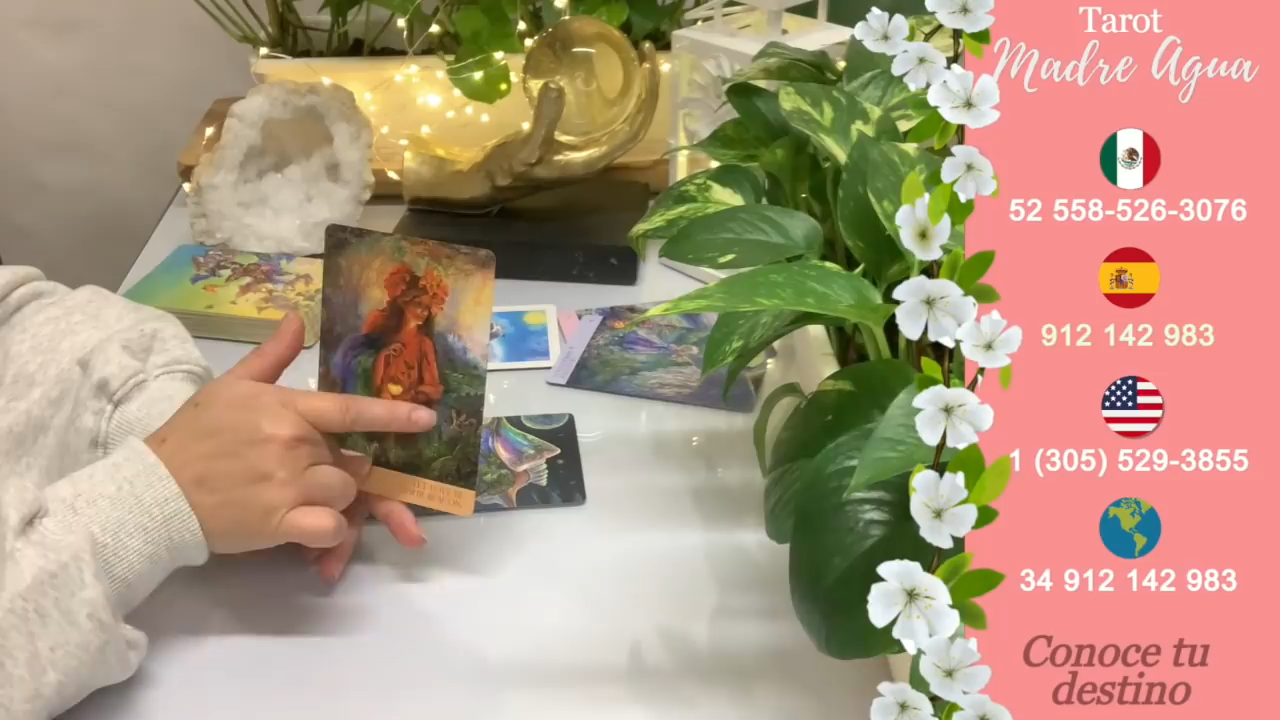 Tarot
Madre Agua
52 558-526-3076
912 142 983
1 (305) 529-3855
34 912 142 983
Conoce tu
destino